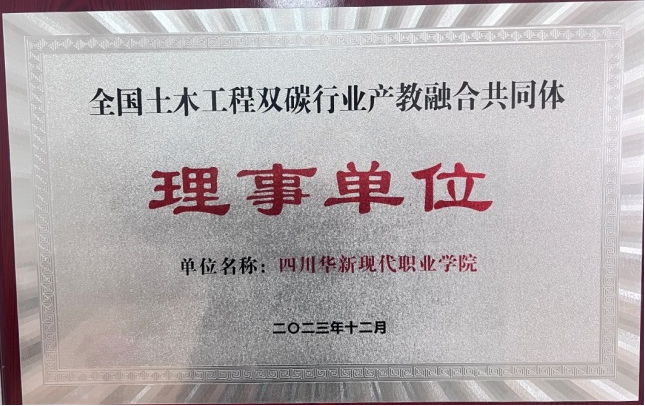 全国土木工程双碳行业产教融合共同体
理事单位
单位名称：四川华新现代职业学院
二〇二三年十二月